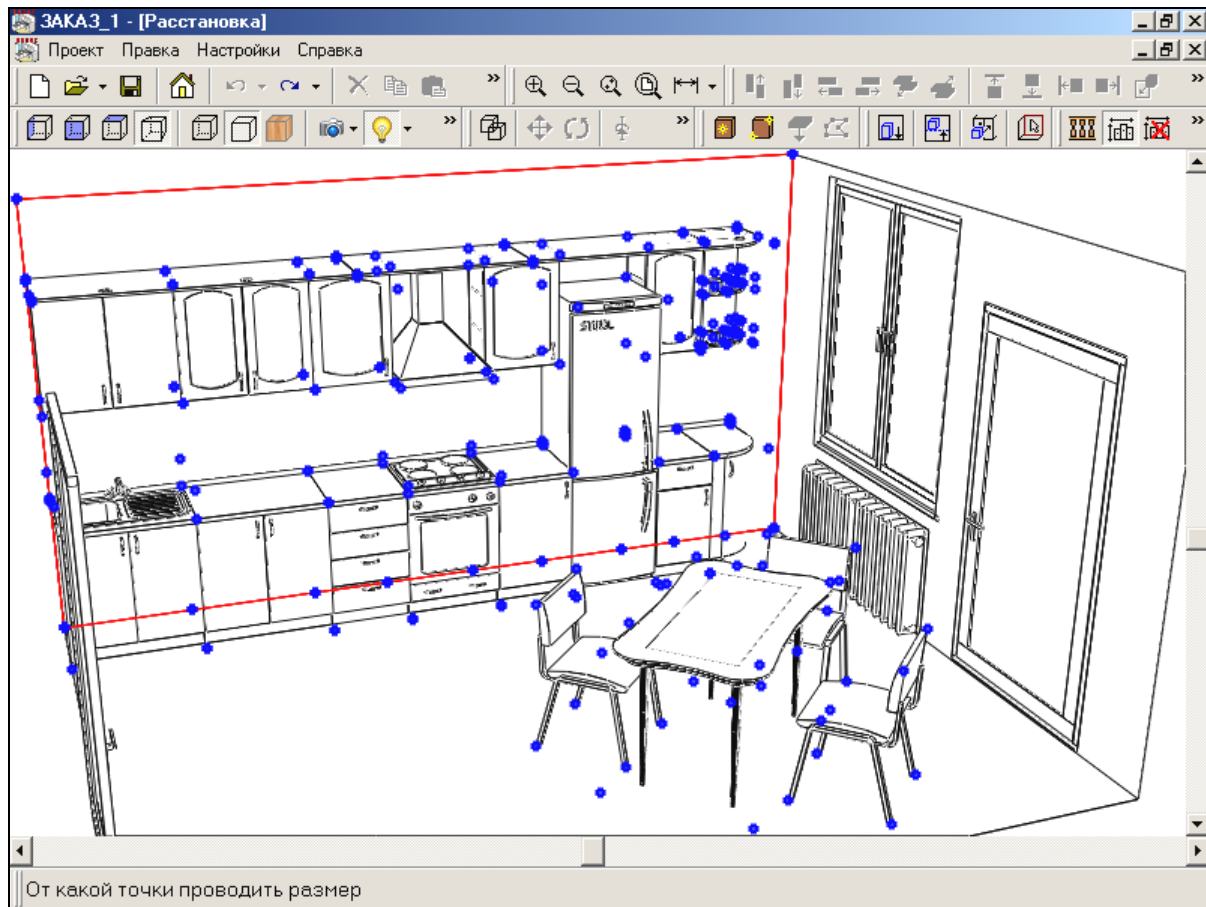 ЗАКАЗ_1 - [Расстановка]
Проект Правка Настройки Справка
STINOL
От какой точки проводить размер